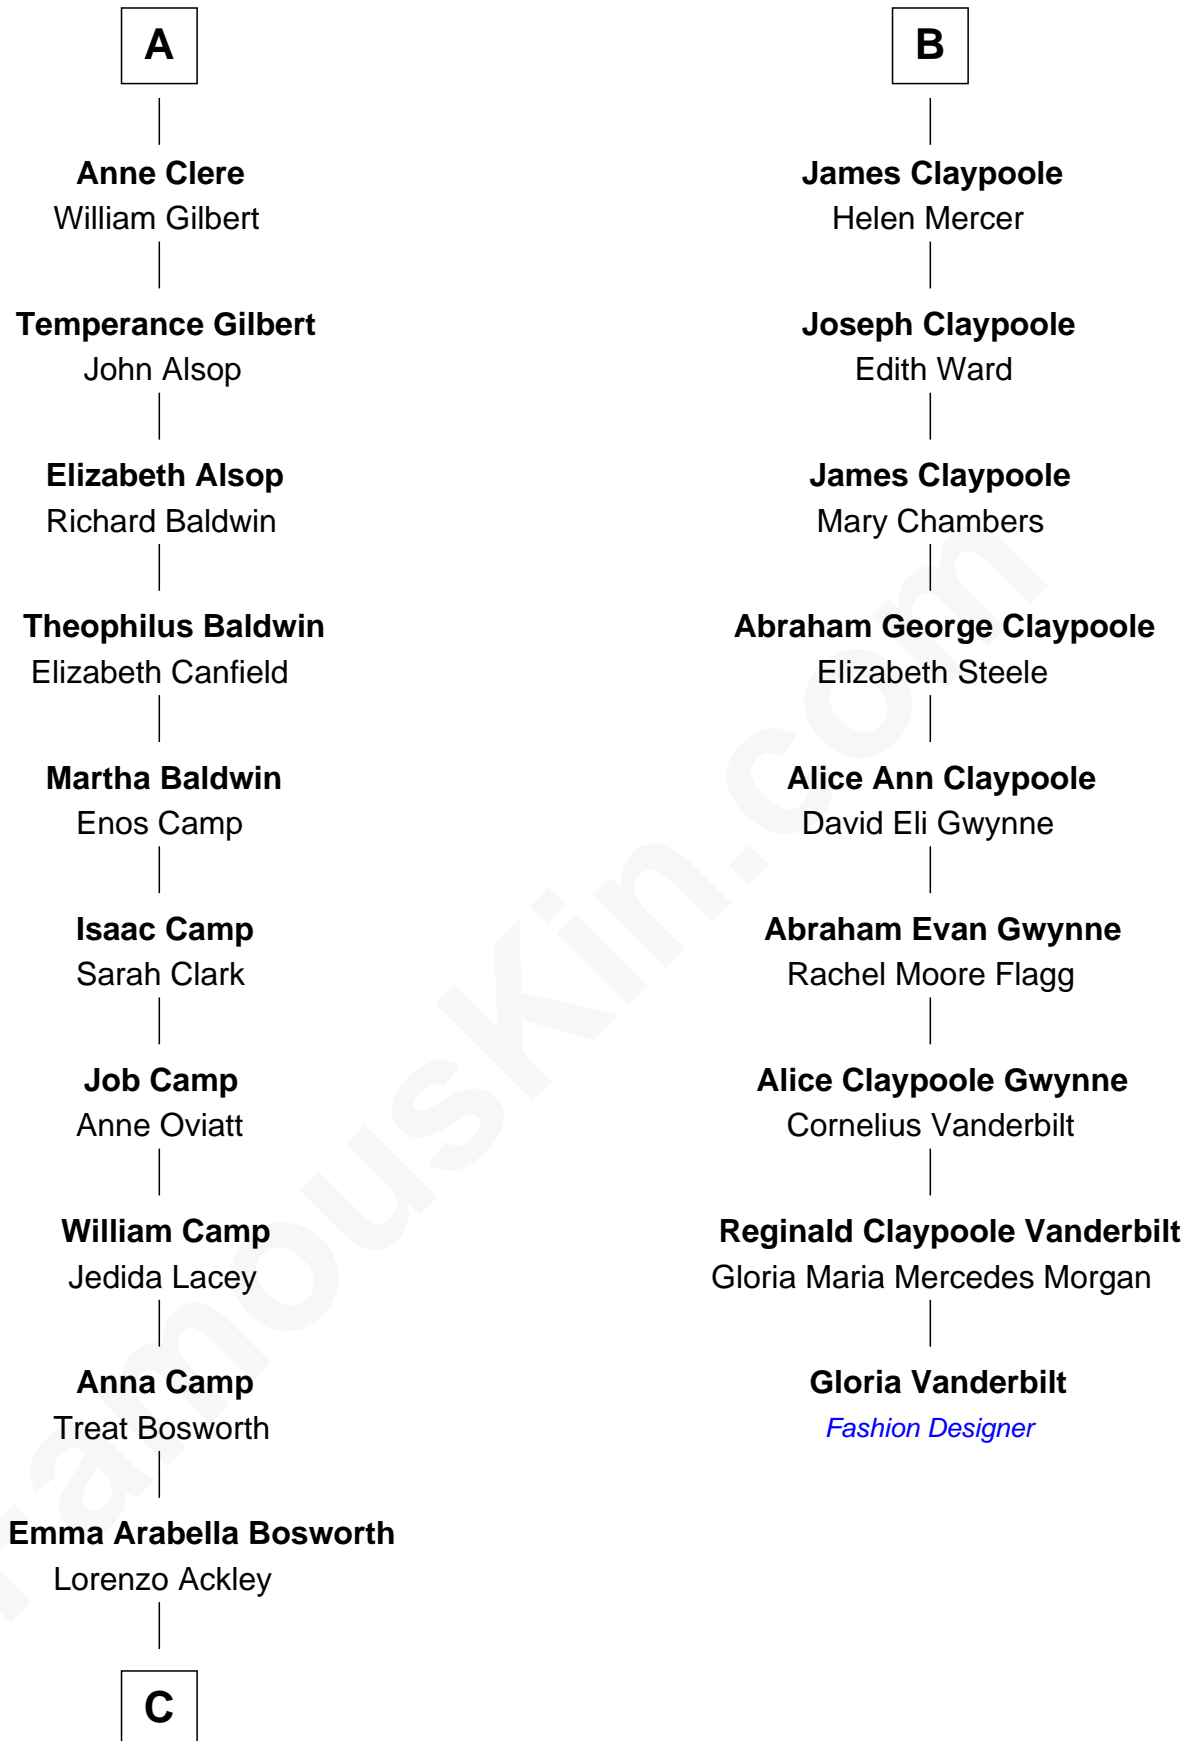 A
Anne Clere
William Gilbert
Temperance Gilbert
John Alsop
Elizabeth Alsop
Richard Baldwin
Theophilus Baldwin
Elizabeth Canfield
Martha Baldwin
Enos Camp
Isaac Camp
Sarah Clark
Job Camp
Anne Oviatt
William Camp
Jedida Lacey
Anna Camp
Treat Bosworth
Emma Arabella Bosworth
Lorenzo Ackley
C
B
James Claypoole
Helen Mercer
Joseph Claypoole
Edith Ward
James Claypoole
Mary Chambers
Abraham George Claypoole
Elizabeth Steele
Alice Ann Claypoole
David Eli Gwynne
Abraham Evan Gwynne
Rachel Moore Flagg
Alice Claypoole Gwynne
Cornelius Vanderbilt
Reginald Claypoole Vanderbilt
Gloria Maria Mercedes Morgan
Gloria Vanderbilt
Fashion Designer
FamousKin.com